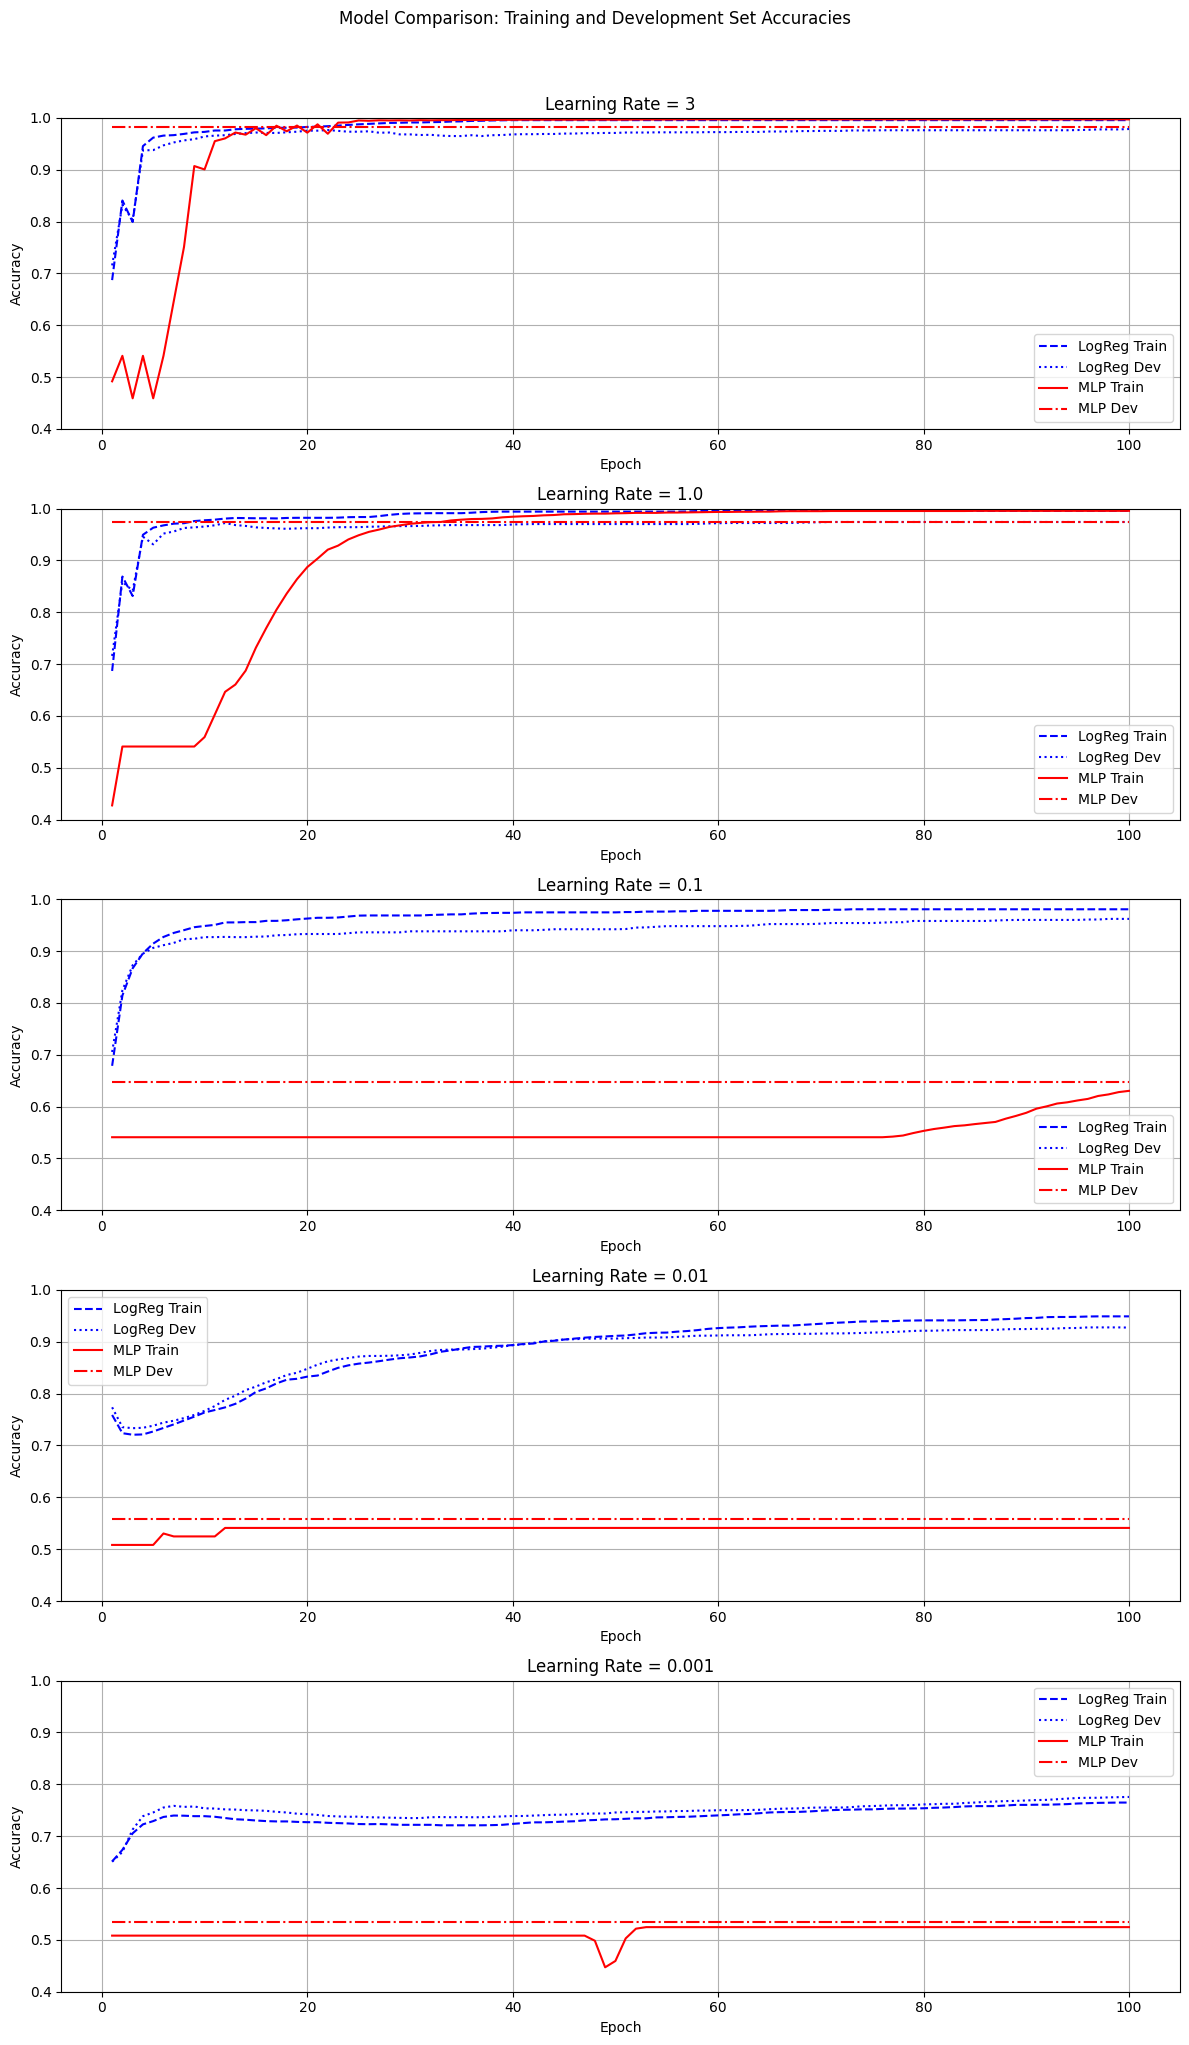 Model Comparison: Training and Development Set Accuracies
Learning Rate = 3
1.0
0.9
0.8
0.7
0.6
0.5
0.4
Accuracy
LogReg Train
LogReg Dev
MLP Train
MLP Dev
0 20 40 60 80 100
Epoch
Learning Rate = 1.0
1.0
0.9
0.8
0.7
0.6
0.5
0.4
Accuracy
LogReg Train
LogReg Dev
MLP Train
MLP Dev
0 20 40 60 80 100
Epoch
Learning Rate = 0.1
1.0
0.9
0.8
0.7
0.6
0.5
0.4
Accuracy
LogReg Train
LogReg Dev
MLP Train
MLP Dev
0 20 40 60 80 100
Epoch
Learning Rate = 0.01
1.0
0.9
0.8
0.7
0.6
0.5
0.4
Accuracy
LogReg Train
LogReg Dev
MLP Train
MLP Dev
0 20 40 60 80 100
Epoch
Learning Rate = 0.001
1.0
0.9
0.8
0.7
0.6
0.5
0.4
Accuracy
LogReg Train
LogReg Dev
MLP Train
MLP Dev
0 20 40 60 80 100
Epoch